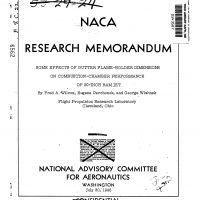 NACA
RESEARCH MEMORANDUM
SOME EFFECTS OF GUTTER FLAME-HOLDER DIMENSIONS
ON COMBUSTION-CHAMBER PERFORMANCE
OF 20-INCH RAM JET
By Fred A. Wilcox, Eugene Perchonok, and George Wishnek
Flight Propulsion Research Laboratory
Cleveland, Ohio
NATIONAL ADVISORY COMMITTEE
FOR AERONAUTICS
WASHINGTON
July 20, 1948